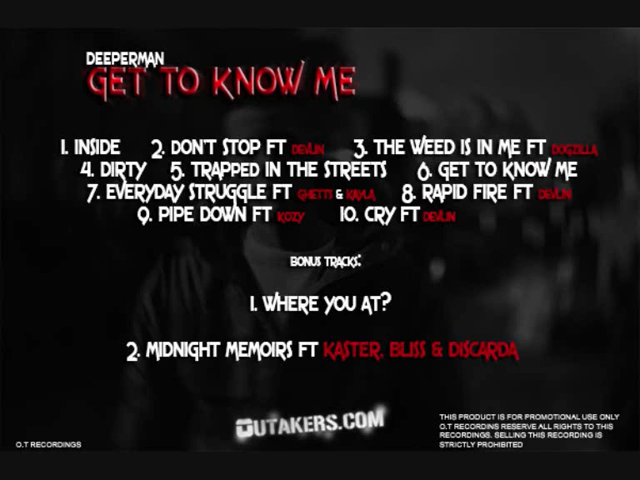 DEEPERMAN
GET TO KNOW ME
1. INSIDE 2. DON'T STOP FT DEVLIN 3. THE WEED IS IN ME FT DOGZILLA
4. DIRTY 5. TRAPPED IN THE STREETS 6. GET TO KNOW ME
7. EVERYDAY STRUGGLE FT GHETTS & KAYLA 8. RAPID FIRE FT DEVLIN
9. PIPE DOWN FT KOZY 10. CRY FT DEVLIN
BONUS TRACKS:
1. WHERE YOU AT?
2. MIDNIGHT MEMOIRS FT KASTER, BLISS & DISCARDA
OUTAKERS.COM
THIS PRODUCT IS FOR PROMOTIONAL USE ONLY
O.T RECORDINS RESERVE ALL RIGHTS TO THIS
RECORDINGS. SELLING THIS RECORDING IS
STRICTLY PROHIBITED
O.T RECORDINGS